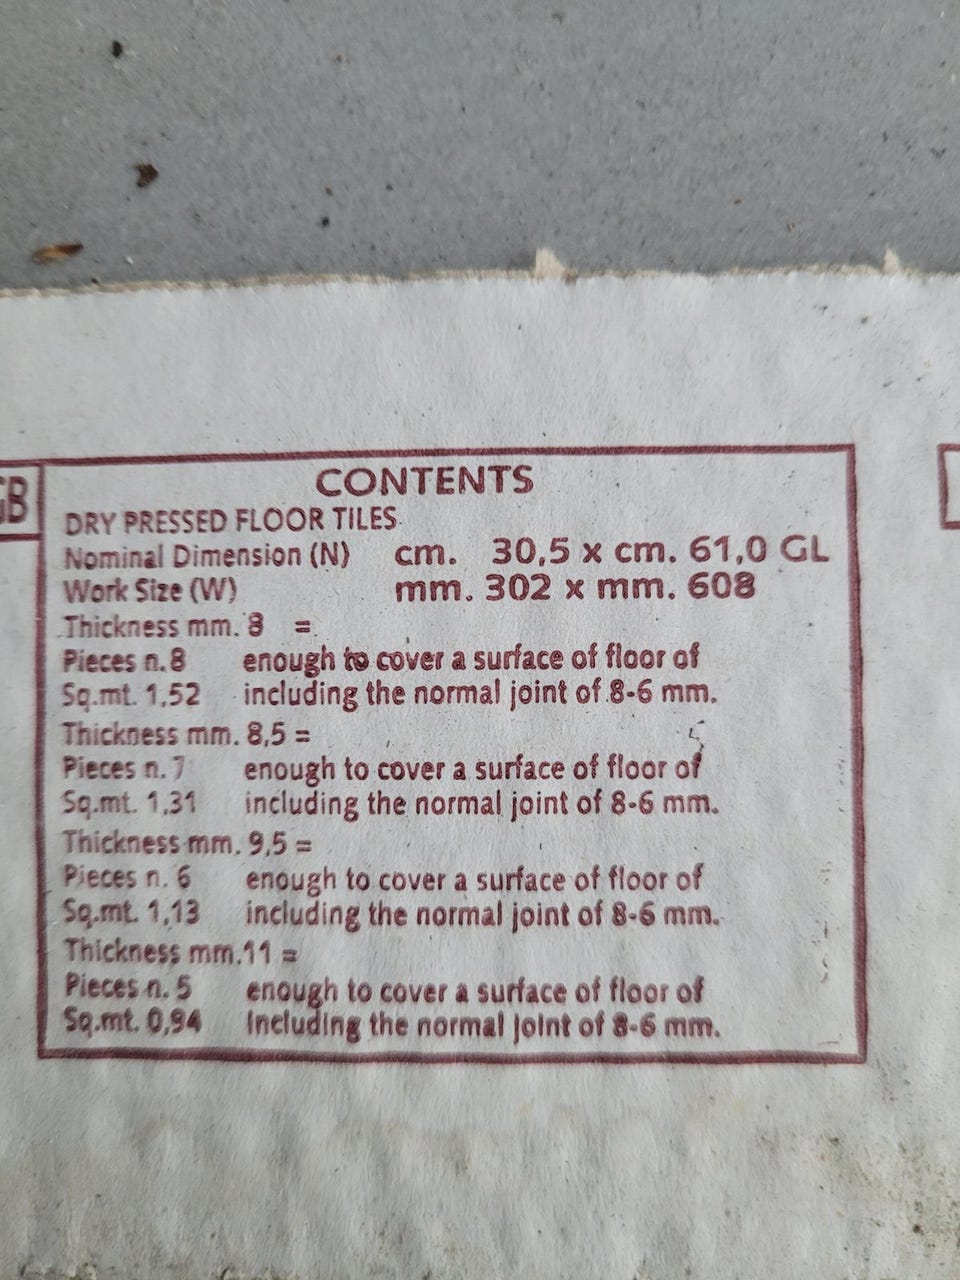 GB
CONTENTS
DRY PRESSED FLOOR TILES
Nominal Dimension (N) cm. 30,5 x cm. 61,0 GL
Work Size (W) mm. 302 x mm. 608
Thickness mm. 8 =
Pieces n. 8 enough to cover a surface of floor of
Sq.mt. 1,52 including the normal joint of 8-6 mm.
Thickness mm. 8,5 =
Pieces n. 7 enough to cover a surface of floor of
Sq.mt. 1,31 including the normal joint of 8-6 mm.
Thickness mm. 9,5 =
Pieces n. 6 enough to cover a surface of floor of
Sq.mt. 1,13 including the normal joint of 8-6 mm.
Thickness mm. 11 =
Pieces n. 5 enough to cover a surface of floor of
Sq.mt. 0,94 including the normal joint of 8-6 mm.